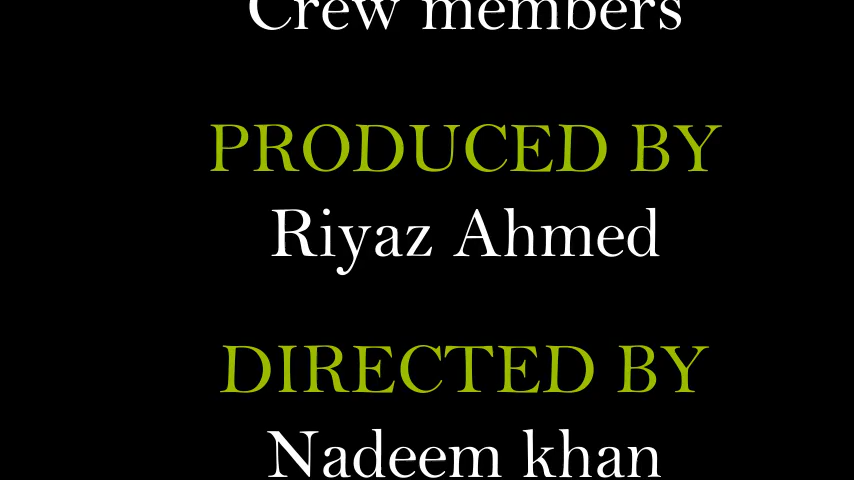 Crew members
PRODUCED BY
Riyaz Ahmed
DIRECTED BY
Nadeem khan